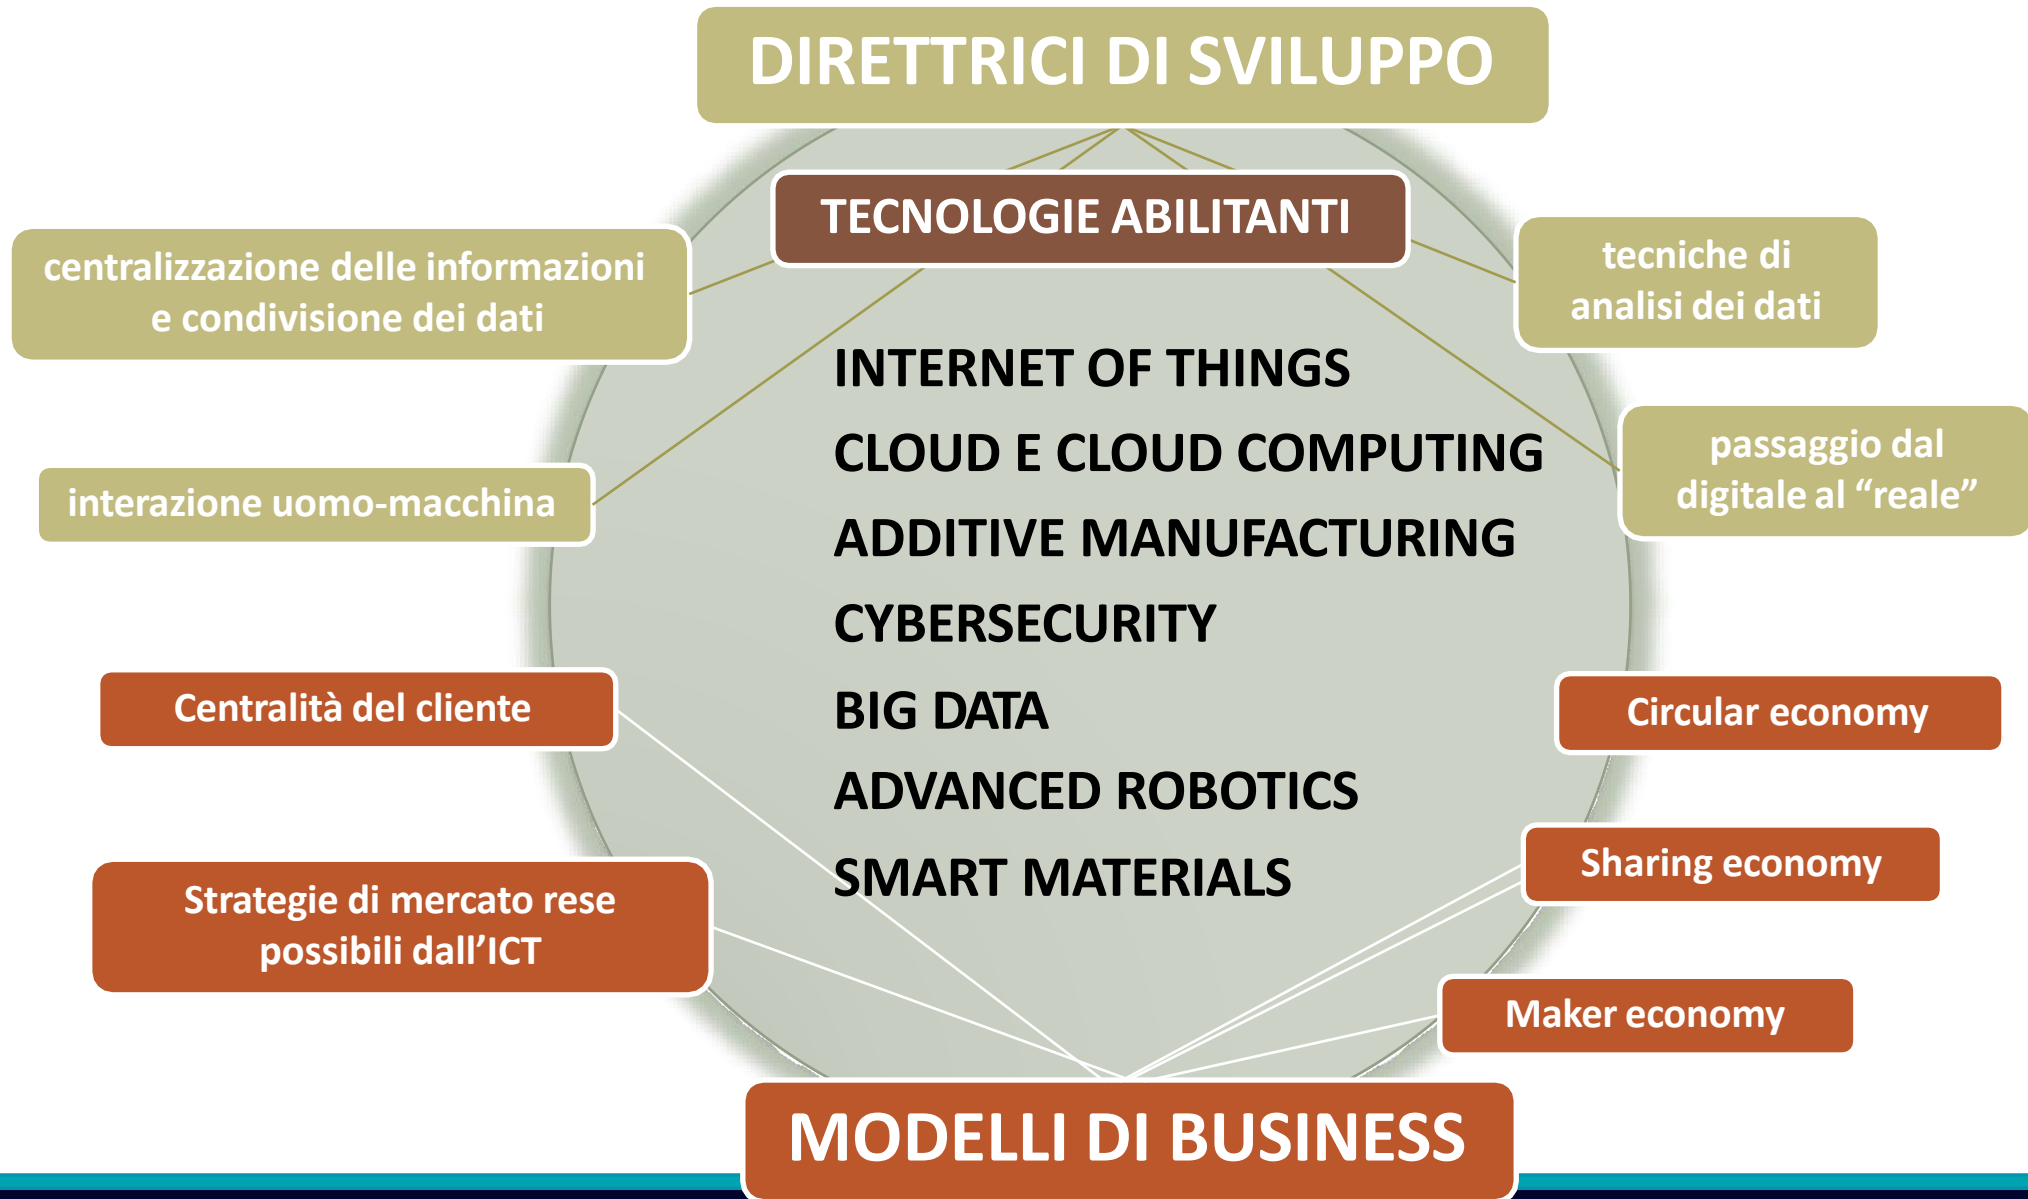 DIRETTRICI DI SVILUPPO
TECNOLOGIE ABILITANTI
centralizzazione delle informazioni
e condivisione dei dati
tecniche di
analisi dei dati
interazione uomo-macchina
passaggio dal
digitale al “reale”
INTERNET OF THINGS
CLOUD E CLOUD COMPUTING
ADDITIVE MANUFACTURING
CYBERSECURITY
BIG DATA
ADVANCED ROBOTICS
SMART MATERIALS
Centralità del cliente
Strategie di mercato rese
possibili dall’ICT
Circular economy
Sharing economy
Maker economy
MODELLI DI BUSINESS